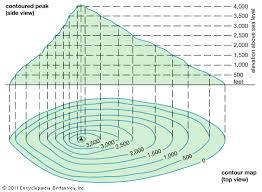 contoured peak
(side view)
4,000
3,500
3,000
2,500
2,000
1,500
1,000
500
feet
elevation above sea level
3,500
3,000
2,500
2,000
1,500
1,000
500
0
contour map
(top view)
© 2011 Encyclopædia Britannica, Inc.